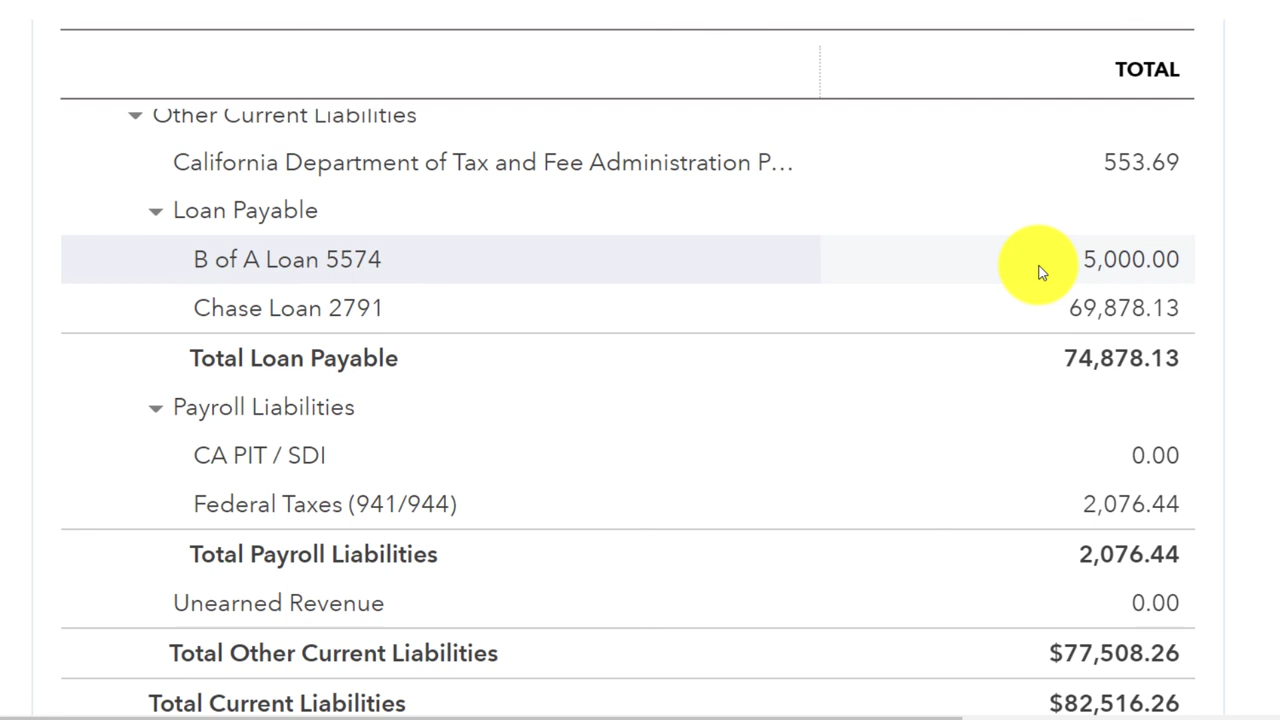 TOTAL
Other Current Liabilities
California Department of Tax and Fee Administration P... 553.69
Loan Payable
B of A Loan 5574 5,000.00
Chase Loan 2791 69,878.13
Total Loan Payable 74,878.13
Payroll Liabilities
CA PIT / SDI 0.00
Federal Taxes (941/944) 2,076.44
Total Payroll Liabilities 2,076.44
Unearned Revenue 0.00
Total Other Current Liabilities $77,508.26
Total Current Liabilities $82,516.26